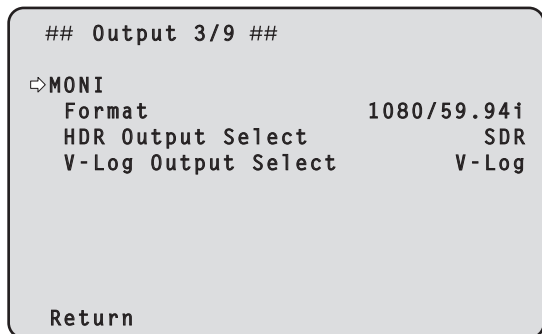 ## Output 3/9 ##
⇨MONI
Format 1080/59.94i
HDR Output Select SDR
V-Log Output Select V-Log
Return